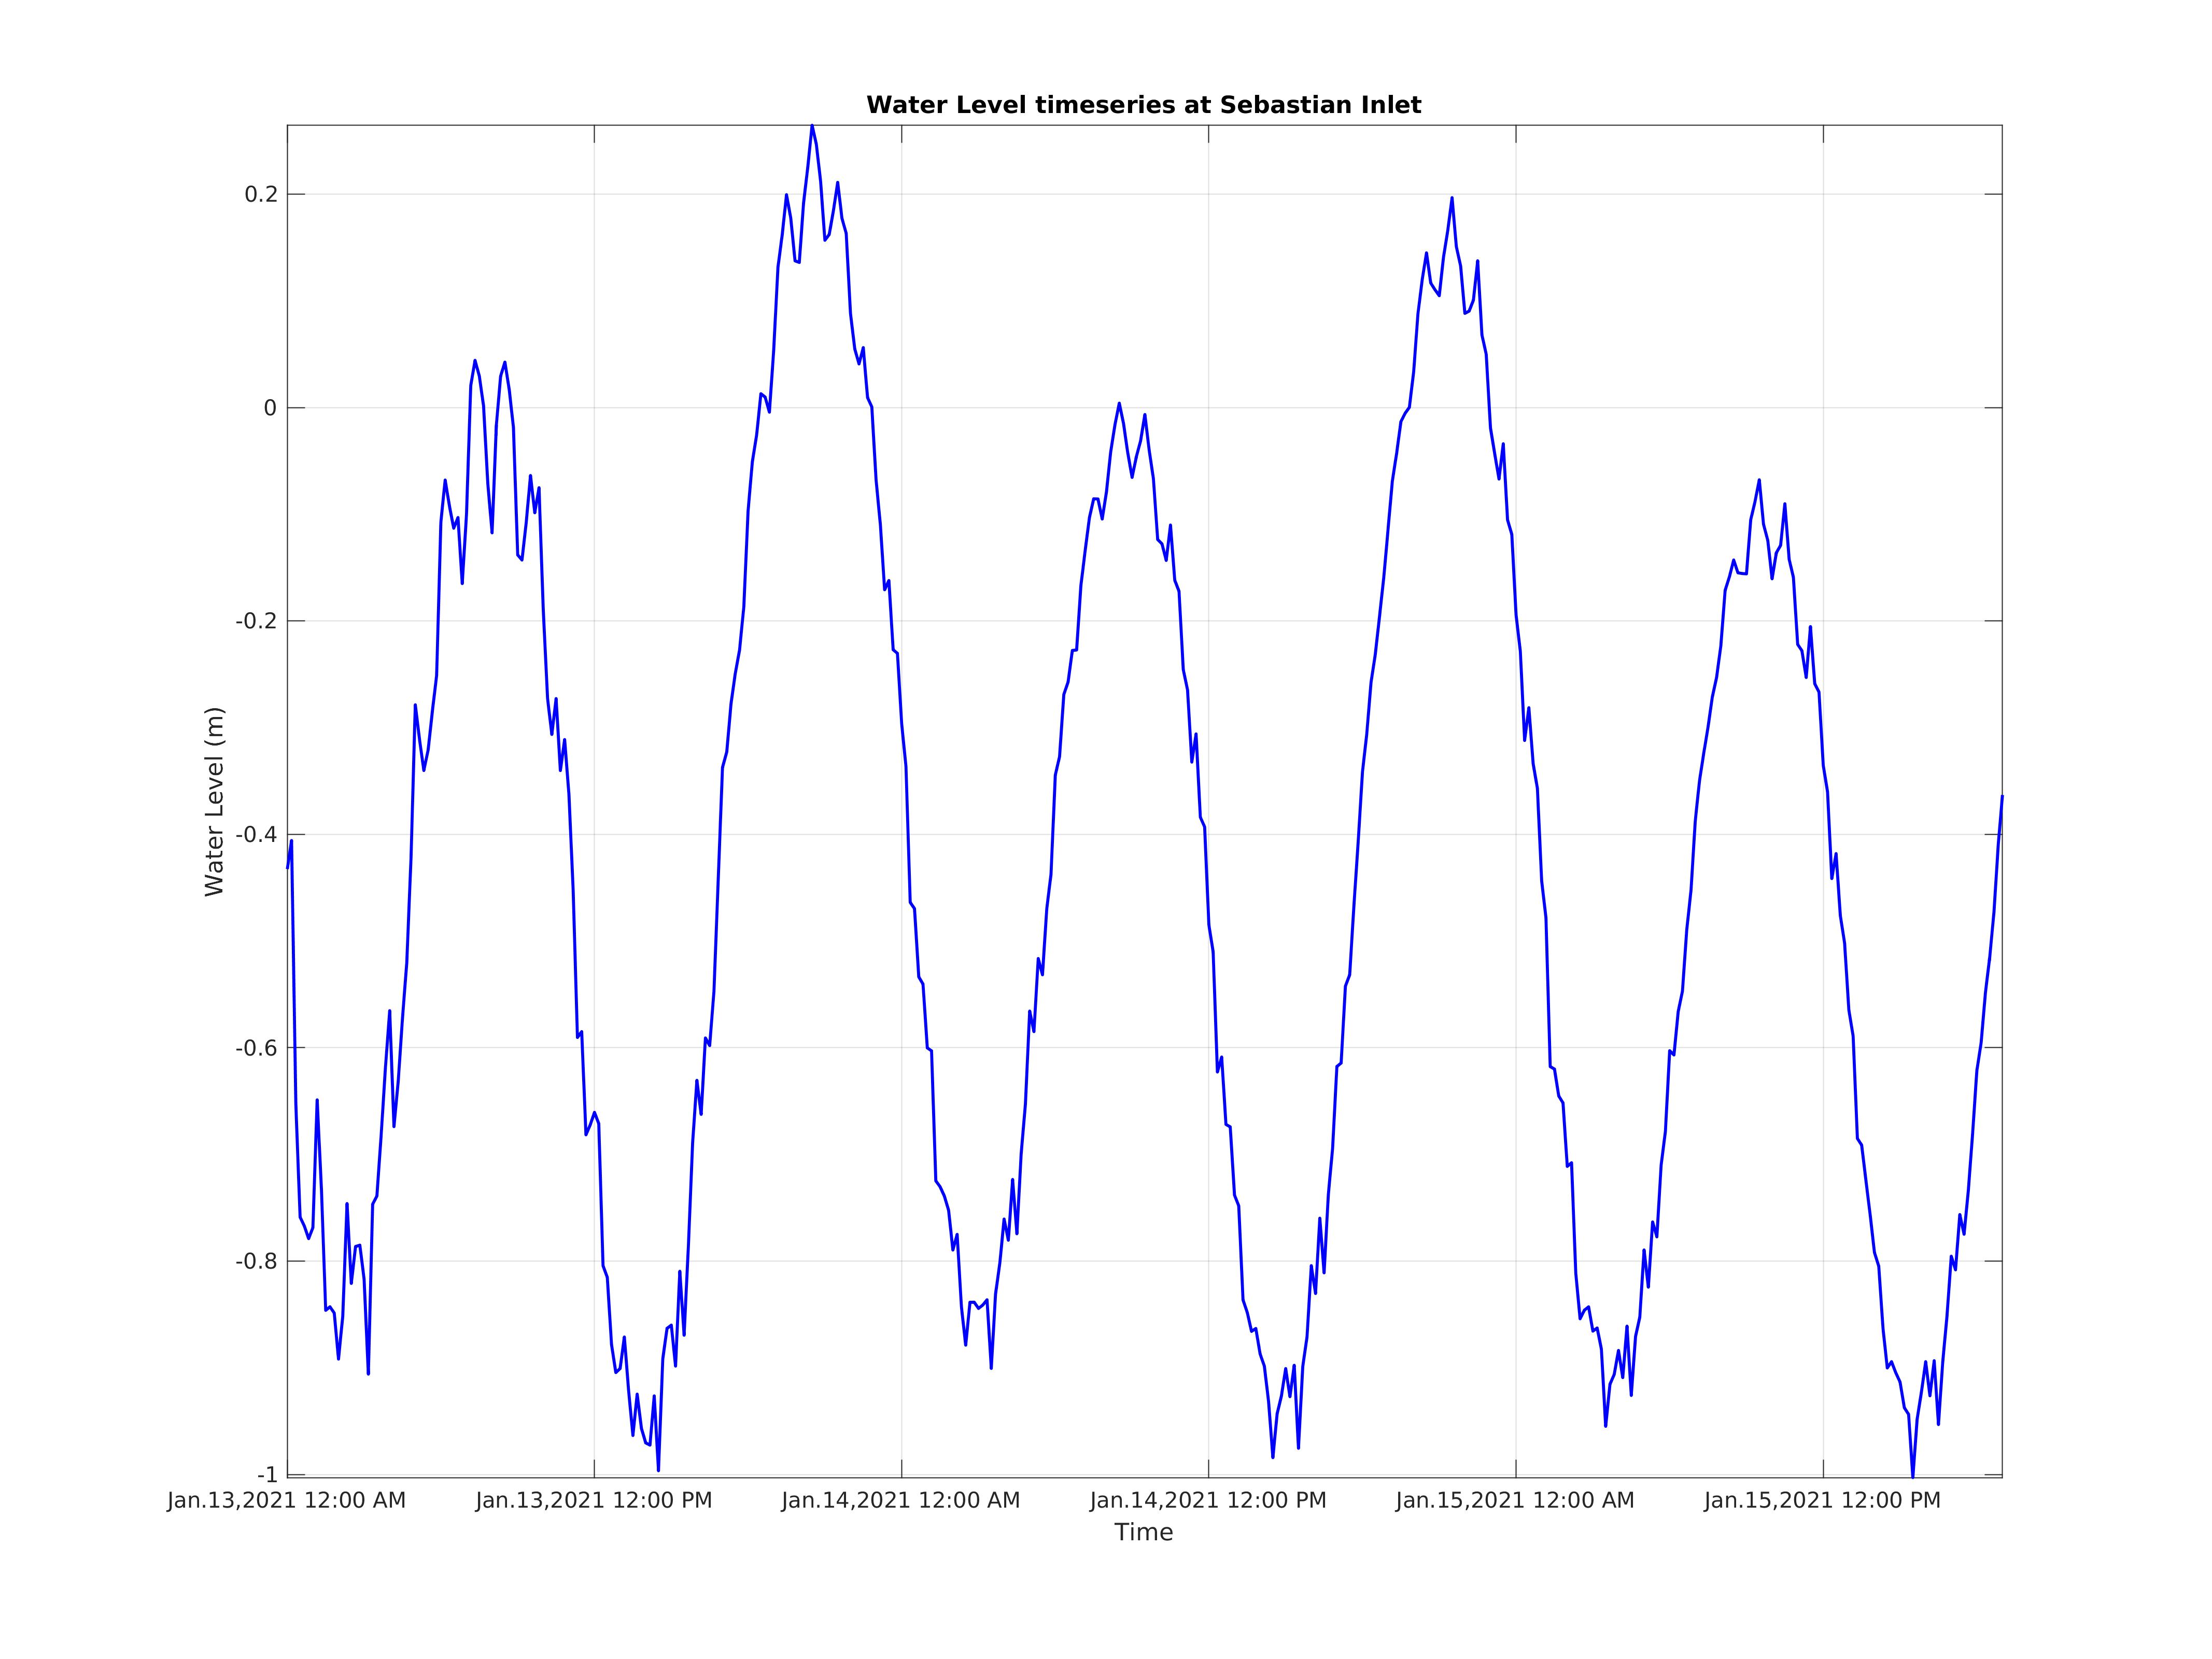 Water Level timeseries at Sebastian Inlet
0.2
0
-0.2
-0.4
-0.6
-0.8
-1
Water Level (m)
Jan.13,2021 12:00 AM Jan.13,2021 12:00 PM Jan.14,2021 12:00 AM Jan.14,2021 12:00 PM Jan.15,2021 12:00 AM Jan.15,2021 12:00 PM
Time